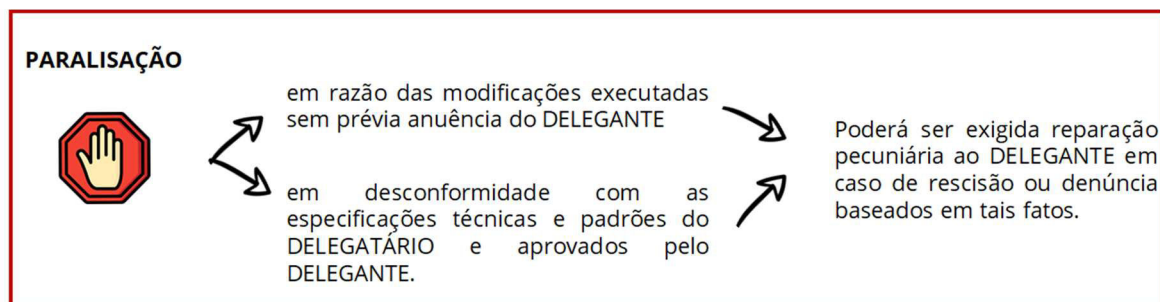 PARALISAÇÃO
em razão das modificações executadas
sem prévia anuência do DELEGANTE
em desconformidade com as
especificações técnicas e padrões do
DELEGATÁRIO e aprovados pelo
DELEGANTE.
Poderá ser exigida reparação
pecuniária ao DELEGANTE em
caso de rescisão ou denúncia
baseados em tais fatos.